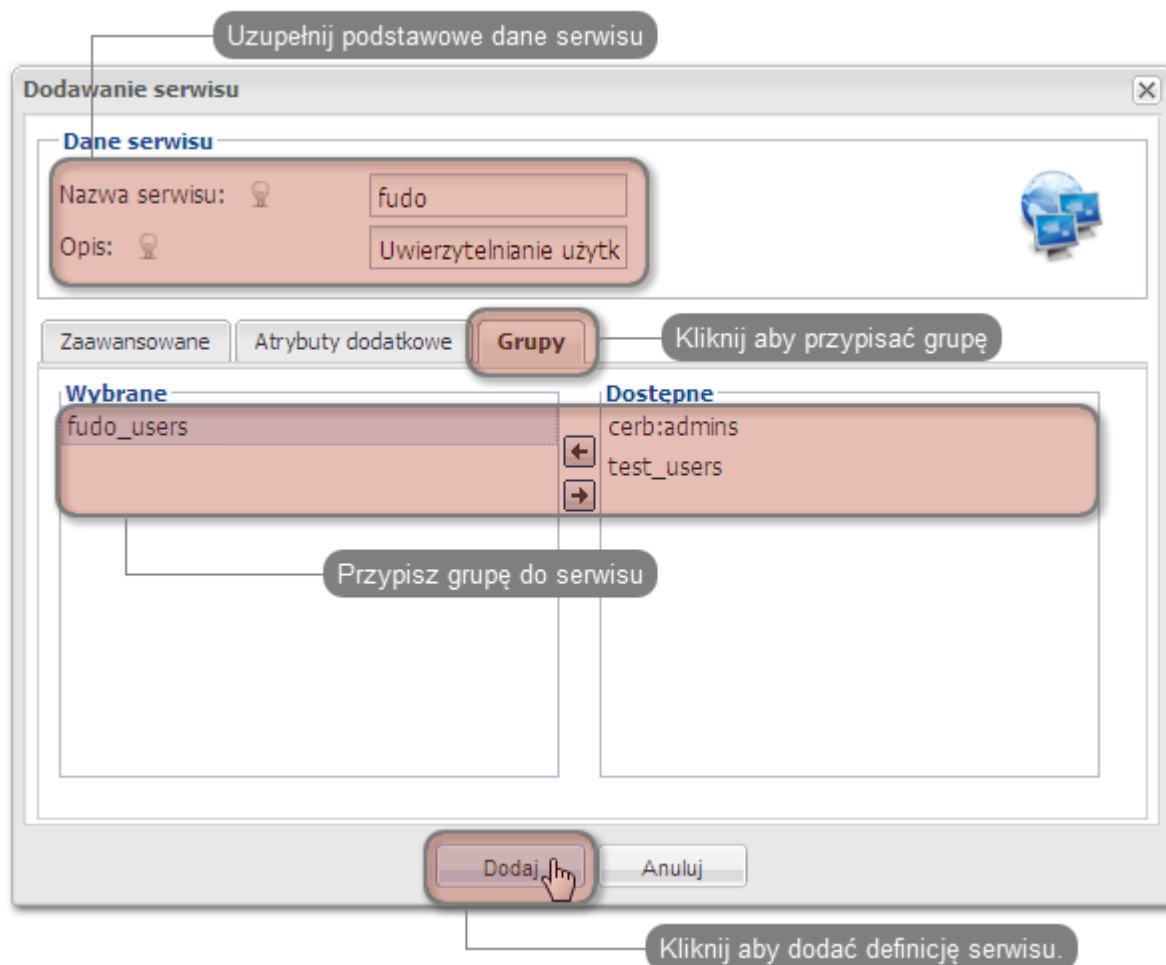 Uzupełnij podstawowe dane serwisu
Dodawanie serwisu
Dane serwisu
Nazwa serwisu: fudo
Opis: Uwierzytelnianie użytk
Zaawansowane Atrybuty dodatkowe Grupy Kliknij aby przypisać grupę
Wybrane Dostępne
fudo_users cerb:admins
test_users
Przypisz grupę do serwisu
Dodaj Anuluj
Kliknij aby dodać definicję serwisu.